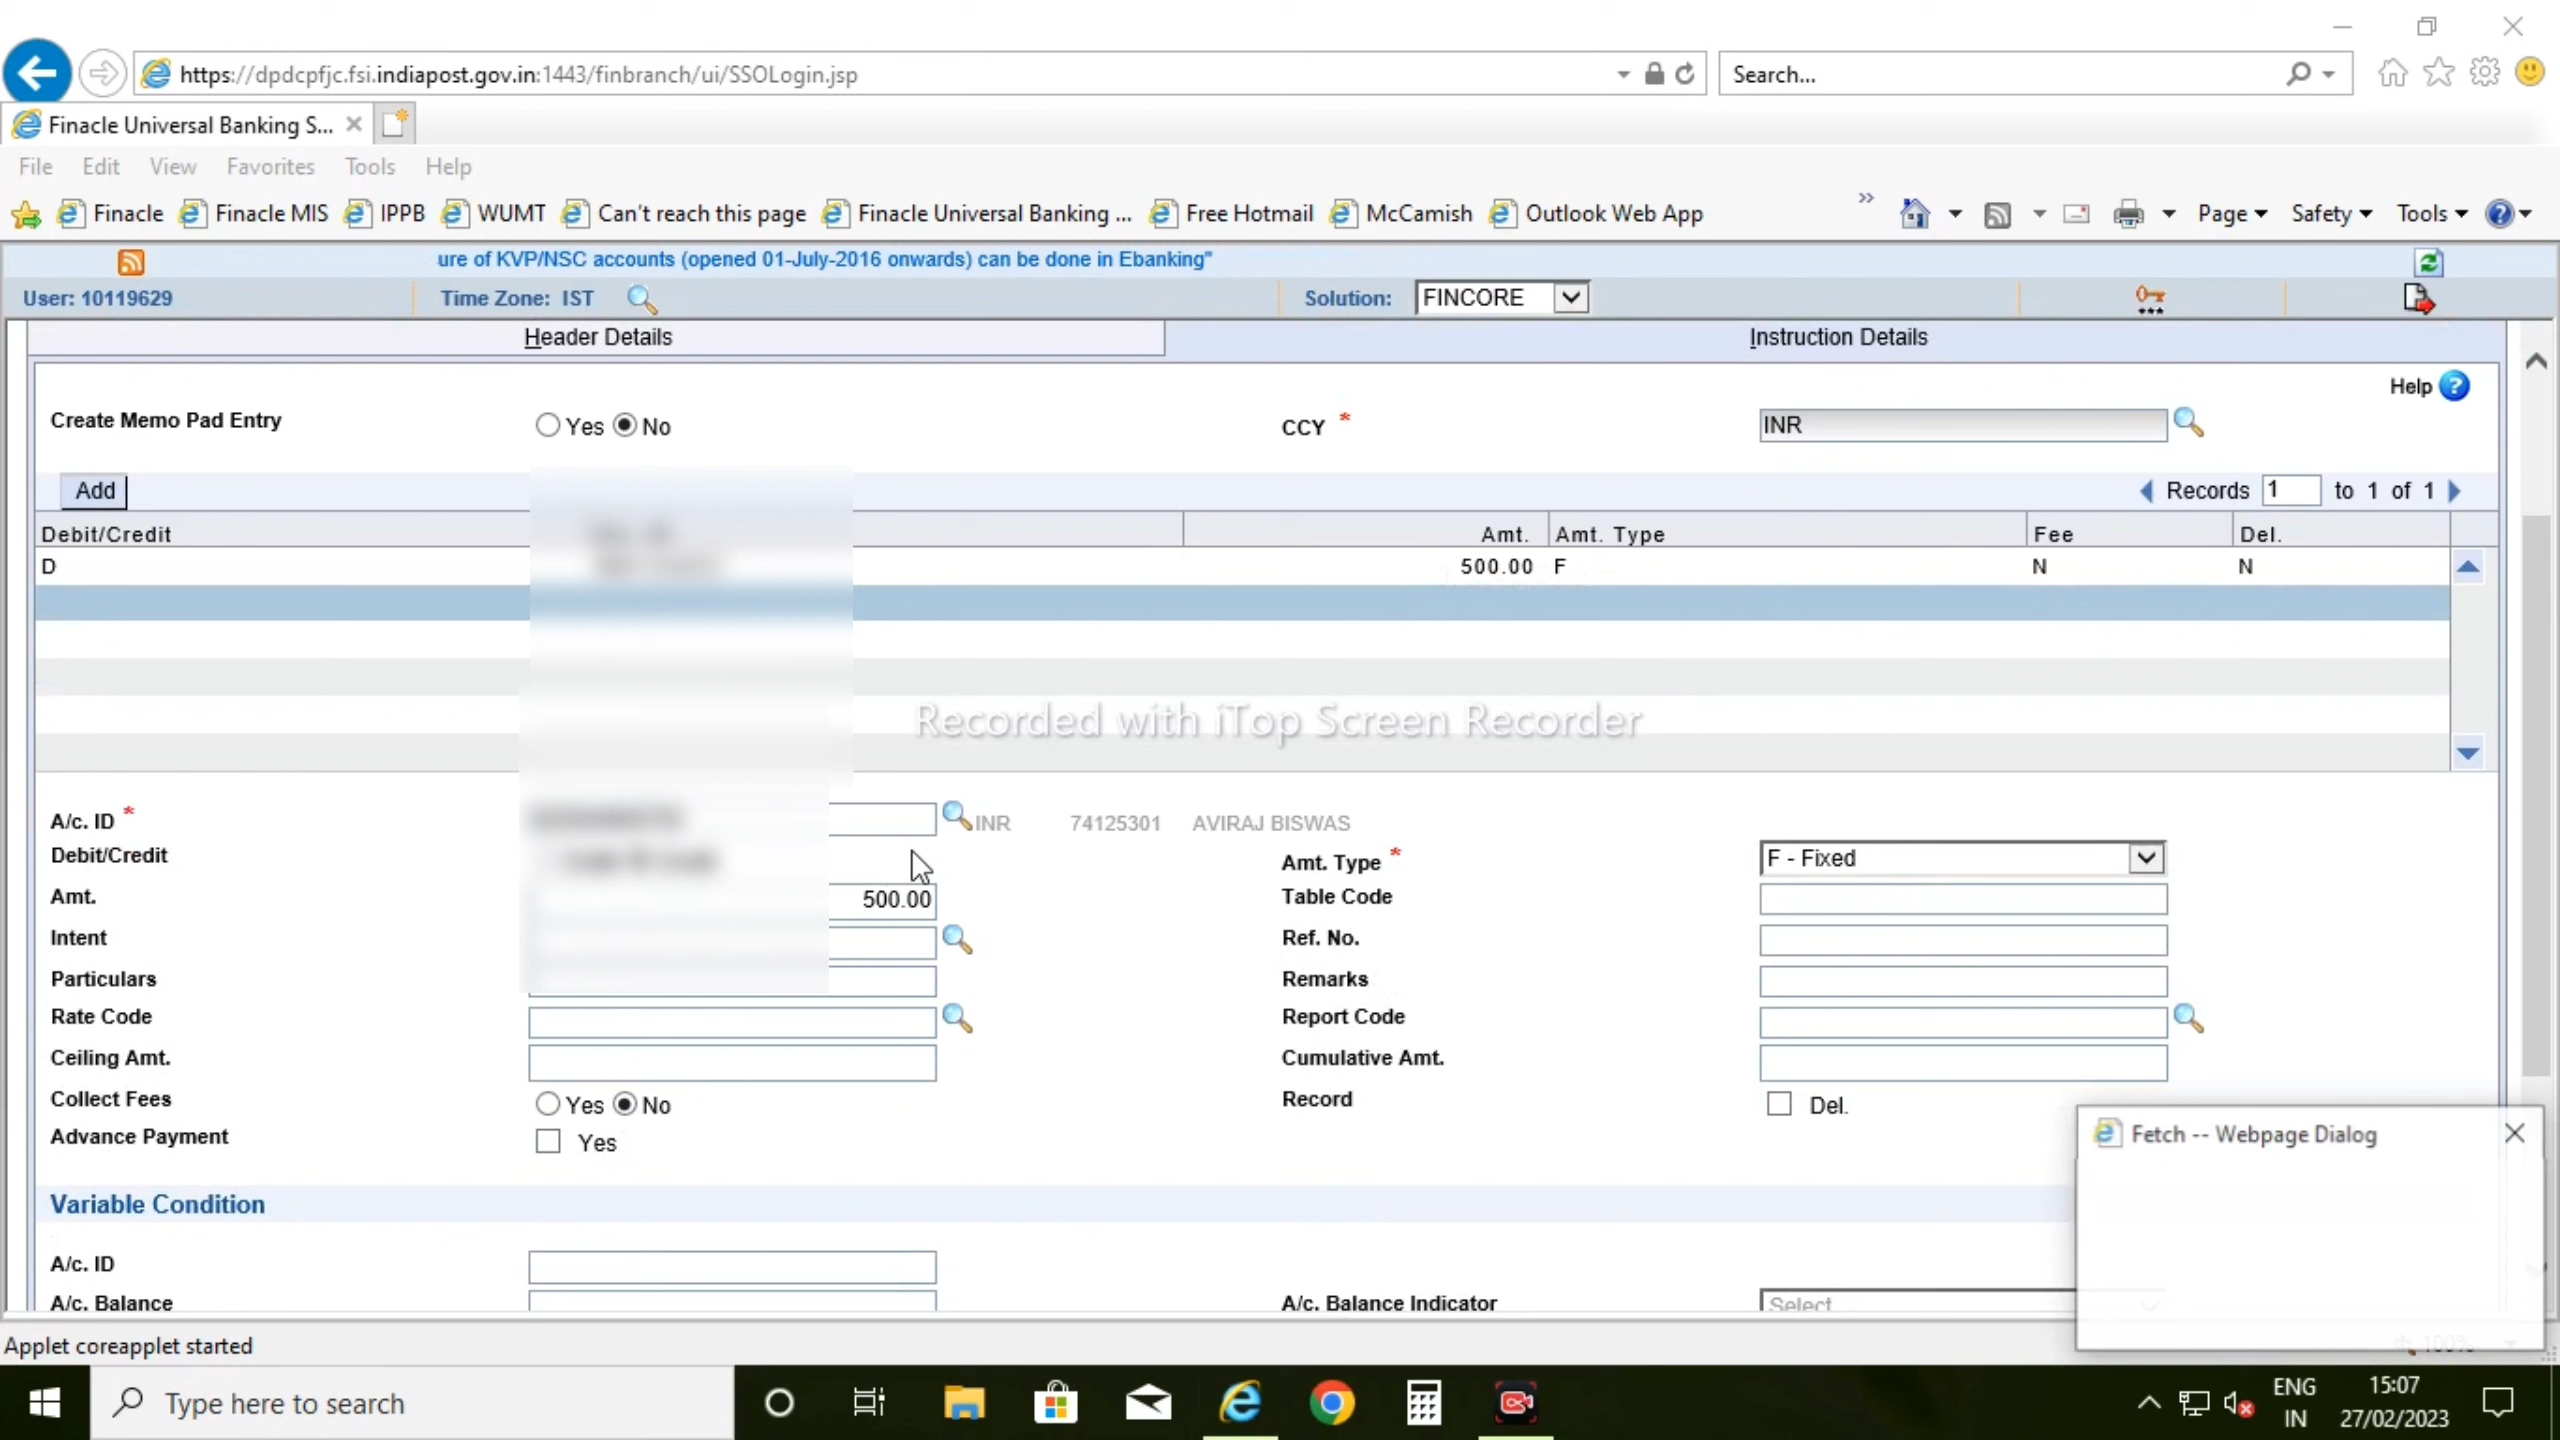 https://dpdcpfjc.fsi.indiapost.gov.in:1443/finbranch/ui/SSOLogin.jsp
Search...
Finacle Universal Banking S...
File Edit View Favorites Tools Help
Finacle Finacle MIS IPPB WUMT Can't reach this page Finacle Universal Banking ... Free Hotmail McCamish Outlook Web App » Page Safety Tools
ure of KVP/NSC accounts (opened 01-July-2016 onwards) can be done in Ebanking"
User: 10119629 Time Zone: IST Solution: FINCORE
Header Details Instruction Details
Help
Create Memo Pad Entry Yes No CCY * INR
Add Records 1 to 1 of 1
Debit/Credit Amt. Amt. Type Fee Del.
D 500.00 F N N
Recorded with iTop Screen Recorder
A/c. ID * INR 74125301 AVIRAJ BISWAS
Debit/Credit Amt. Type * F - Fixed
Amt. 500.00 Table Code
Intent Ref. No.
Particulars Remarks
Rate Code Report Code
Ceiling Amt. Cumulative Amt.
Collect Fees Yes No Record Del.
Advance Payment Yes
Fetch -- Webpage Dialog
Variable Condition
A/c. ID
A/c. Balance A/c. Balance Indicator Select
Applet coreapplet started 100%
Type here to search
ENG 15:07
IN 27/02/2023